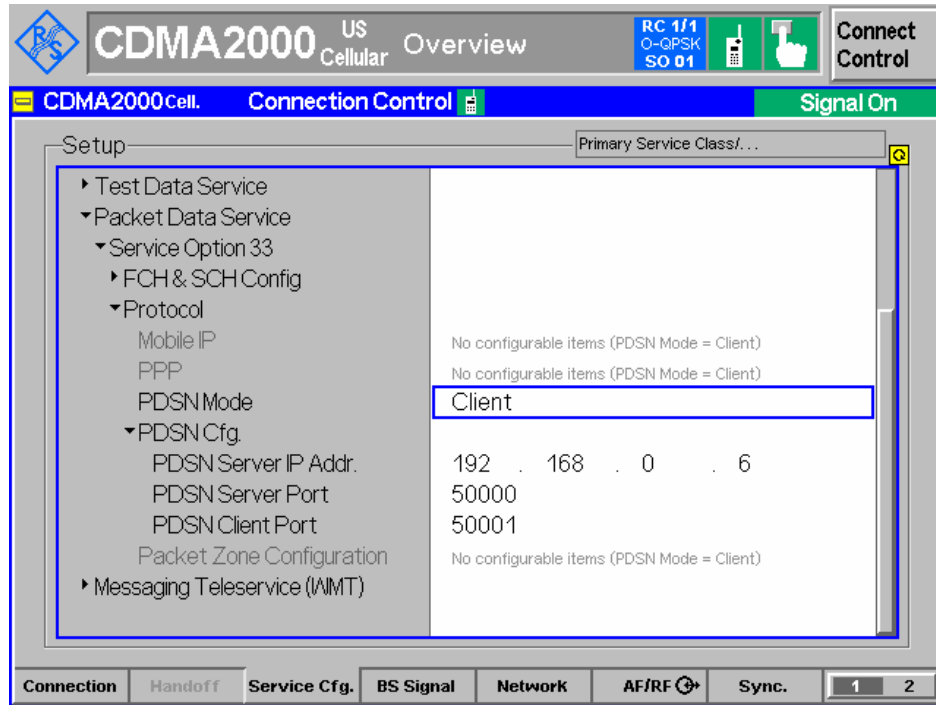 R S
CDMA2000 US Cellular Overview
RC 1/1
O-QPSK
SO 01
Connect
Control
CDMA2000 Cell. Connection Control Signal On
Setup Primary Service Class/. . .
Test Data Service
Packet Data Service
Service Option 33
FCH & SCH Config
Protocol
Mobile IP No configurable items (PDSN Mode = Client)
PPP No configurable items (PDSN Mode = Client)
PDSN Mode Client
PDSN Cfg.
PDSN Server IP Addr. 192 . 168 . 0 . 6
PDSN Server Port 50000
PDSN Client Port 50001
Packet Zone Configuration No configurable items (PDSN Mode = Client)
Messaging Teleservice (WMT)
Connection Handoff Service Cfg. BS Signal Network AF/RF Sync. 1 2